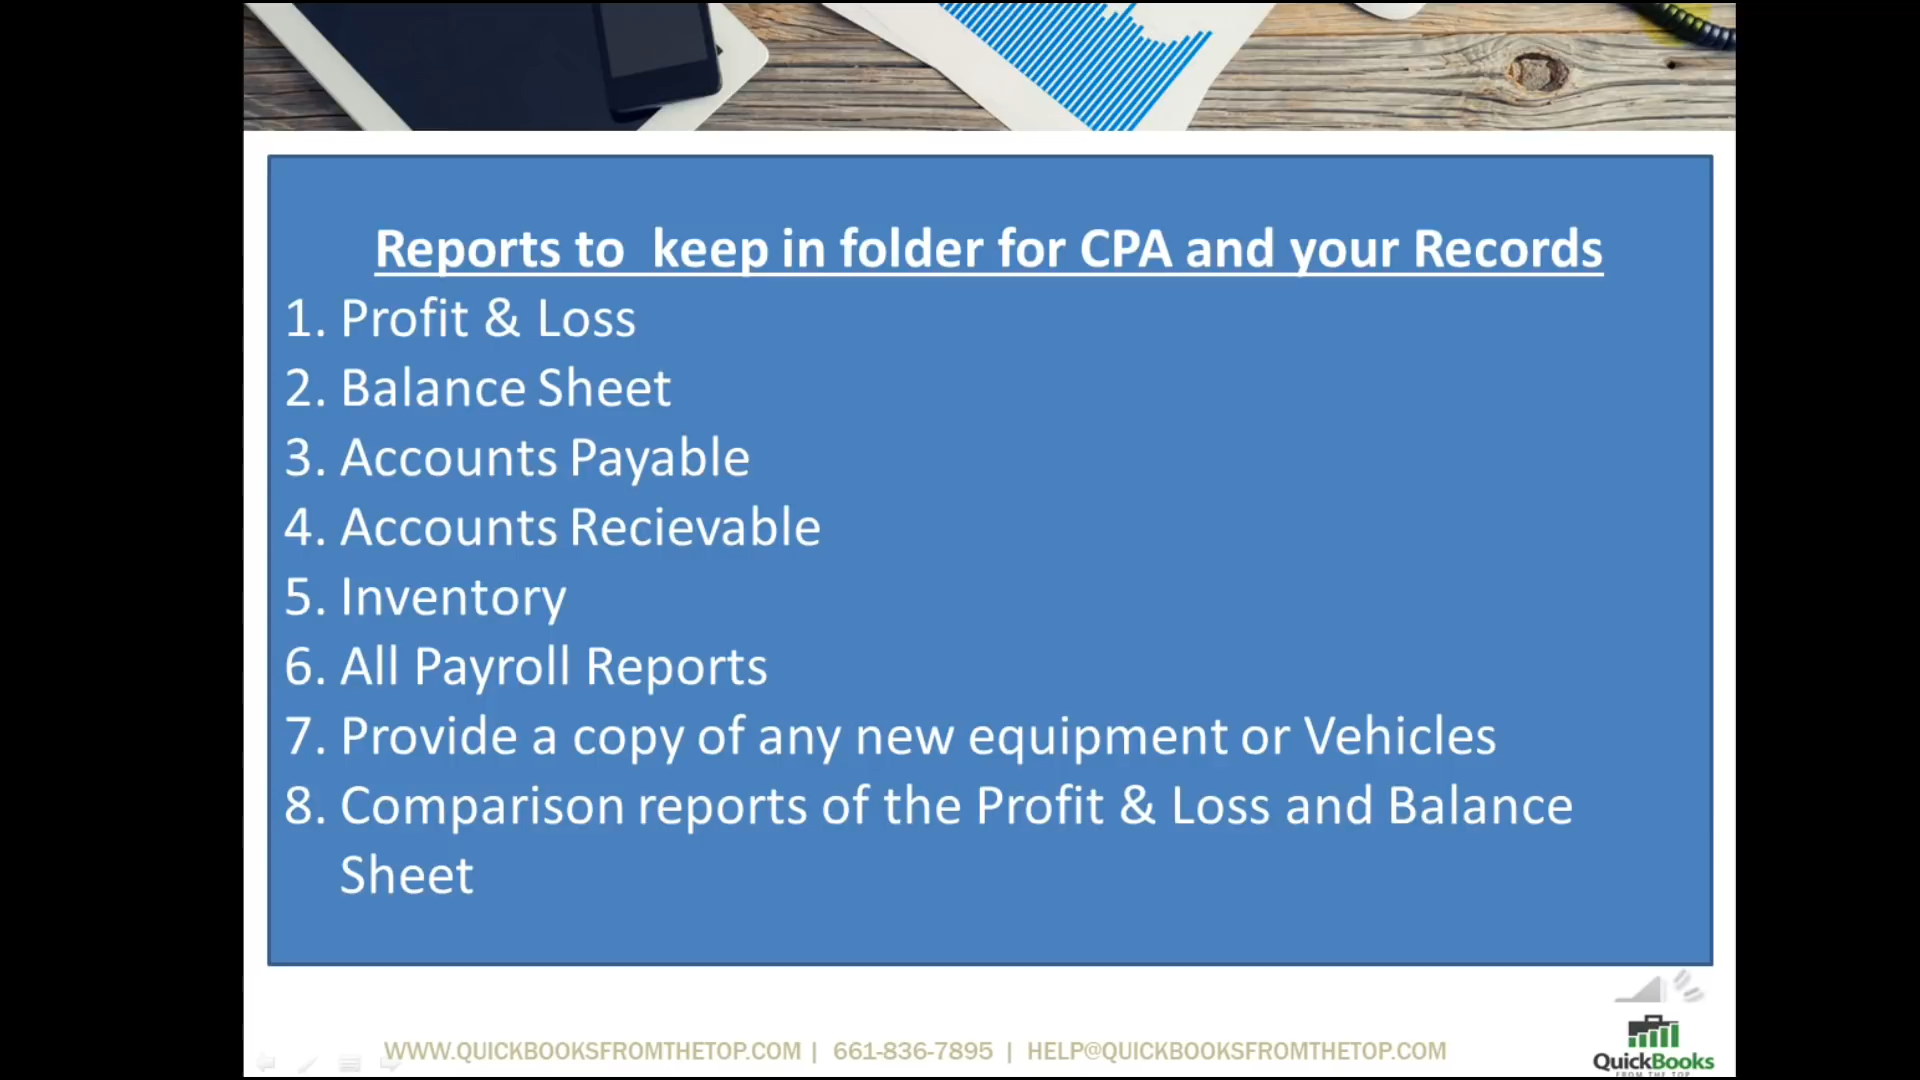 Reports to  keep in folder for CPA and your Records
1. Profit & Loss
2. Balance Sheet
3. Accounts Payable
4. Accounts Recievable
5. Inventory
6. All Payroll Reports
7. Provide a copy of any new equipment or Vehicles
8. Comparison reports of the Profit & Loss and Balance
Sheet
WWW.QUICKBOOKSFROMTHETOP.COM | 661-836-7895 | HELP@QUICKBOOKSFROMTHETOP.COM
QuickBooks
FROM THE TOP